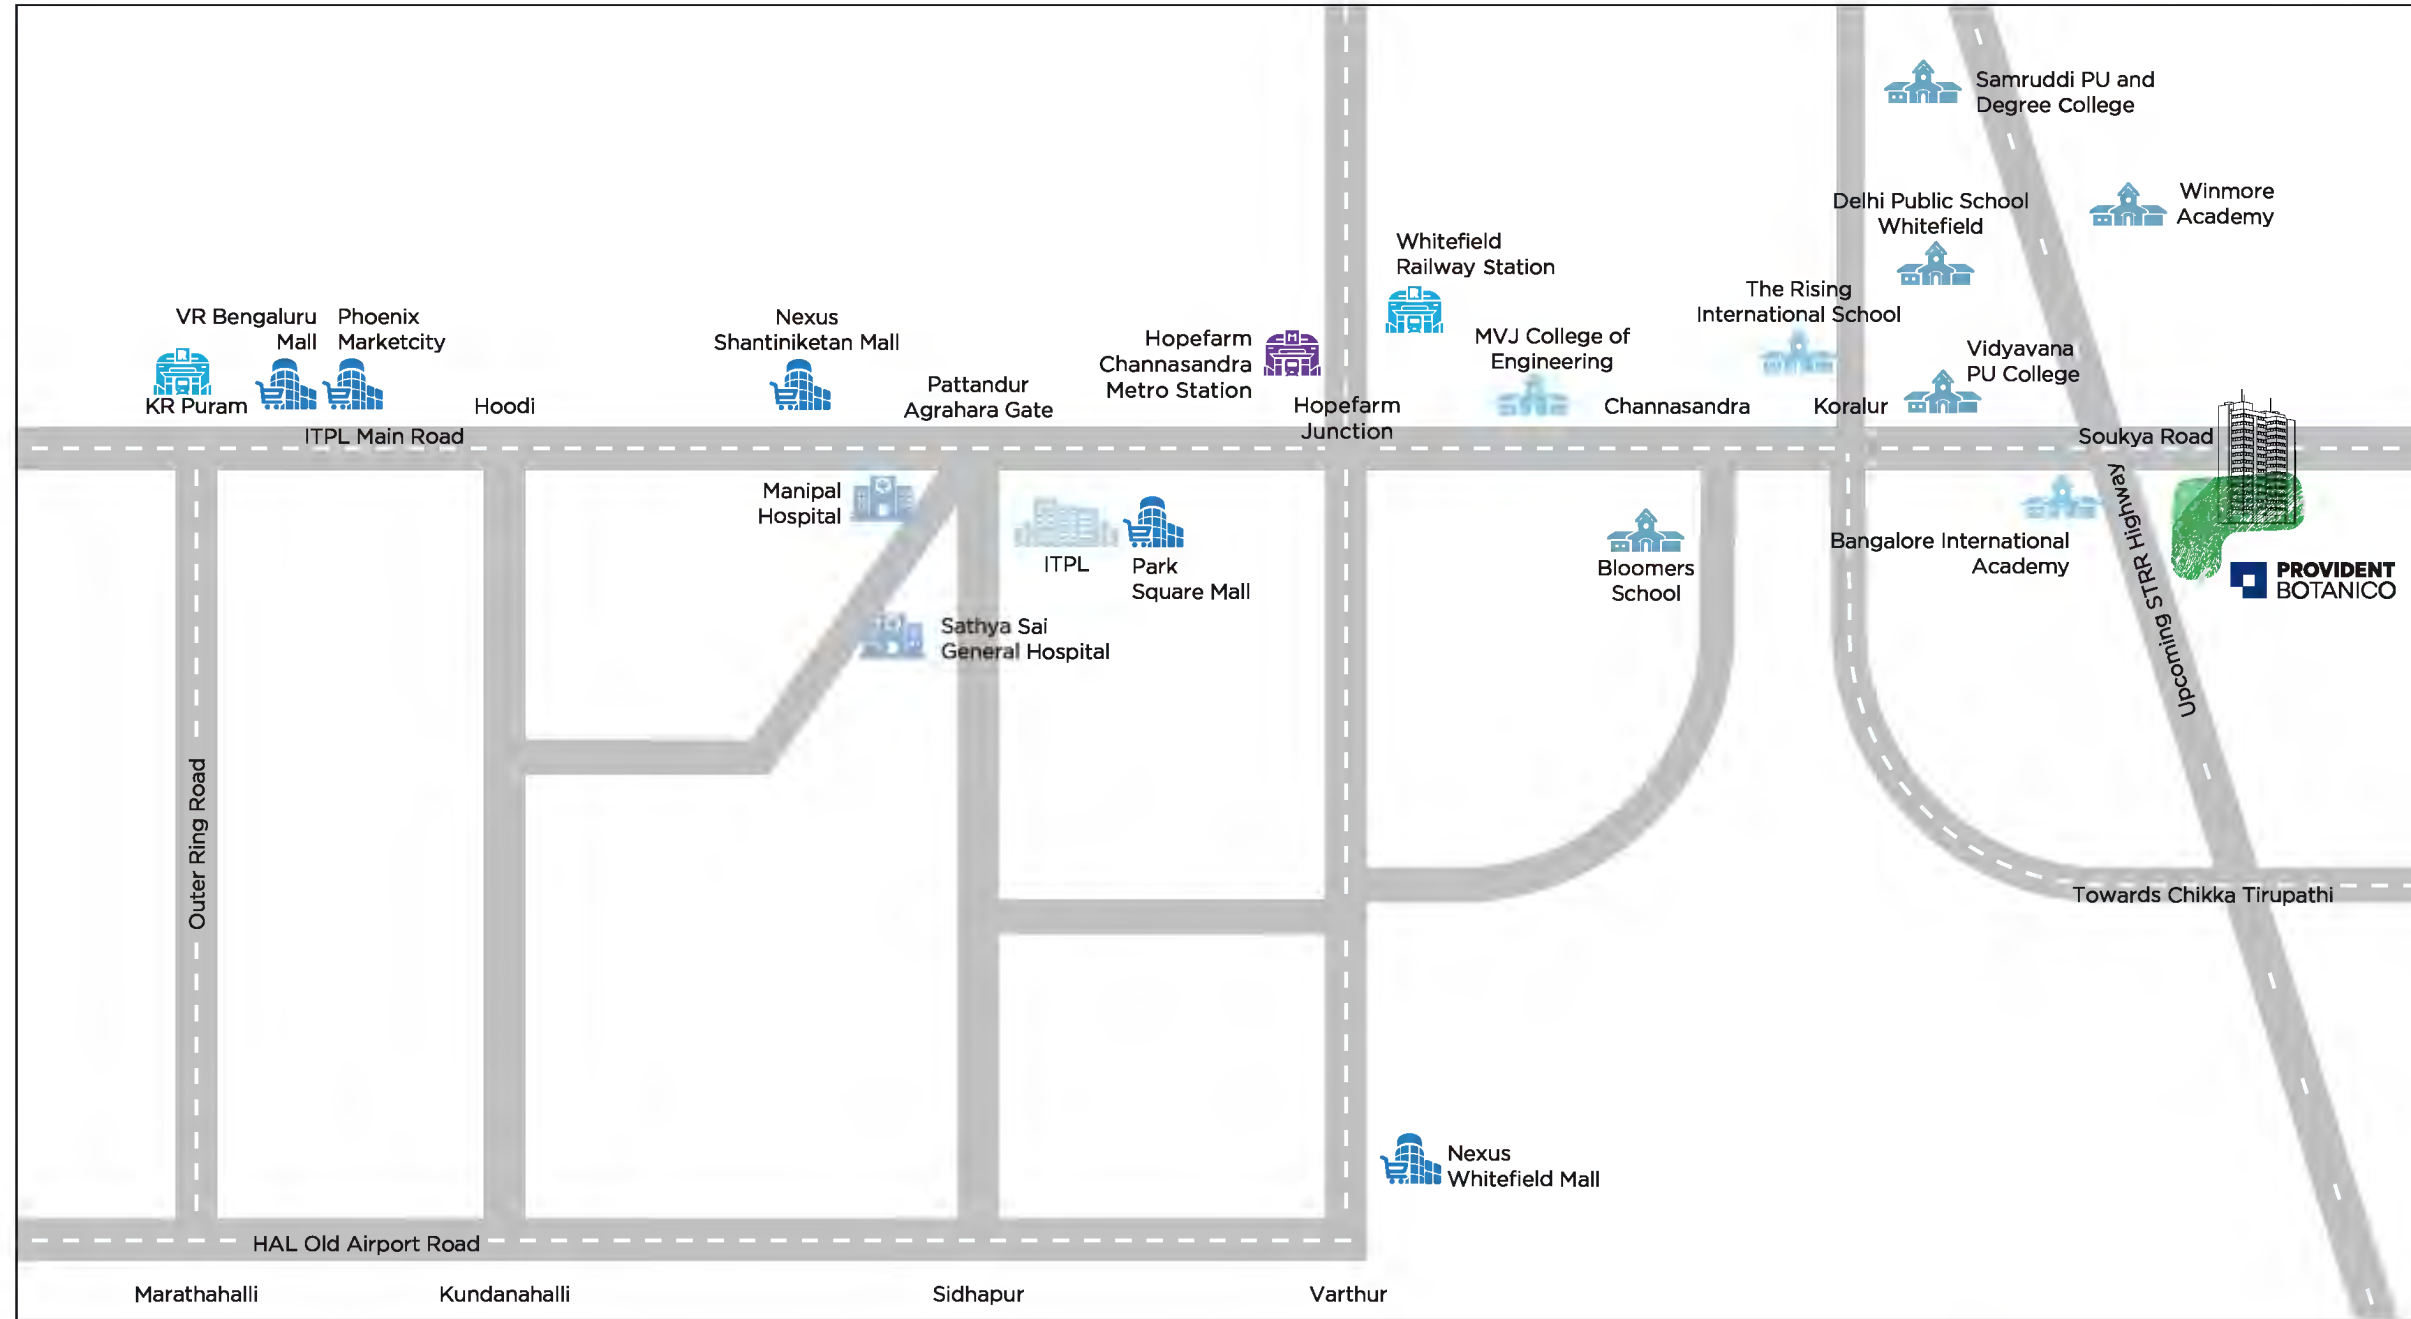 Samruddi PU and
Degree College
Winmore
Academy
Delhi Public School
Whitefield
Whitefield
Railway Station
The Rising
International School
VR Bengaluru
Mall
Phoenix
Marketcity
Nexus
Shantiniketan Mall
Hopefarm
Channasandra
Metro Station
MVJ College of
Engineering
Vidyavana
PU College
Pattandur
Agrahara Gate
KR Puram
Hoodi
Hopefarm
Junction
Channasandra
Koralur
ITPL Main Road
Soukya Road
Manipal
Hospital
ITPL
Park
Square Mall
Bloomers
School
Bangalore International
Academy
Upcoming STRR Highway
PROVIDENT
BOTANICO
Sathya Sai
General Hospital
Outer Ring Road
Towards Chikka Tirupathi
Nexus
Whitefield Mall
HAL Old Airport Road
Marathahalli
Kundanahalli
Sidhapur
Varthur
R
R
M